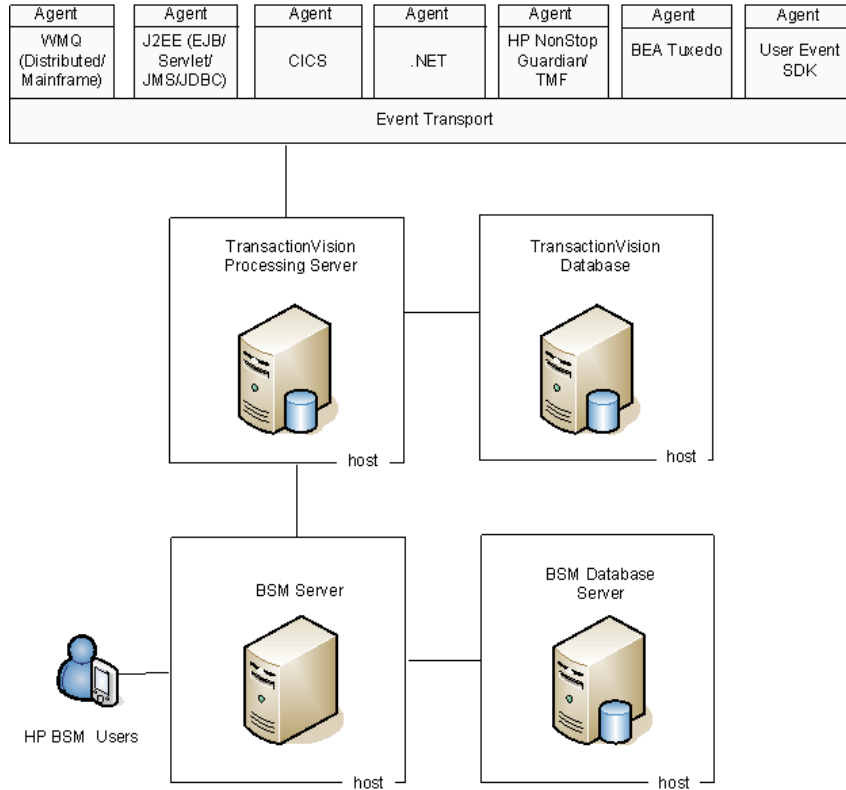 Agent
WMQ
(Distributed/
Mainframe)
Agent
J2EE (EJB/
Servlet/
JMS/JDBC)
Agent
CICS
Agent
.NET
Agent
HP NonStop
Guardian/
TMF
Agent
BEA Tuxedo
Agent
User Event
SDK
Event Transport
TransactionVision
Processing Server
host
TransactionVision
Database
host
BSM Server
host
BSM Database
Server
host
HP BSM Users